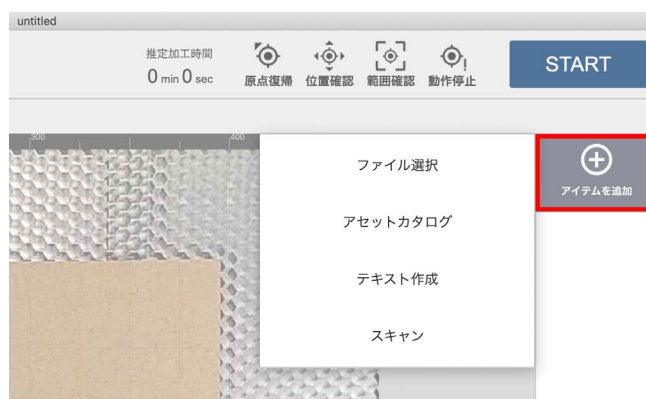 untitled
推定加工時間
0 min 0 sec
原点復帰
位置確認
範囲確認
動作停止
START
300
400
ファイル選択
アセットカタログ
テキスト作成
スキャン
アイテムを追加